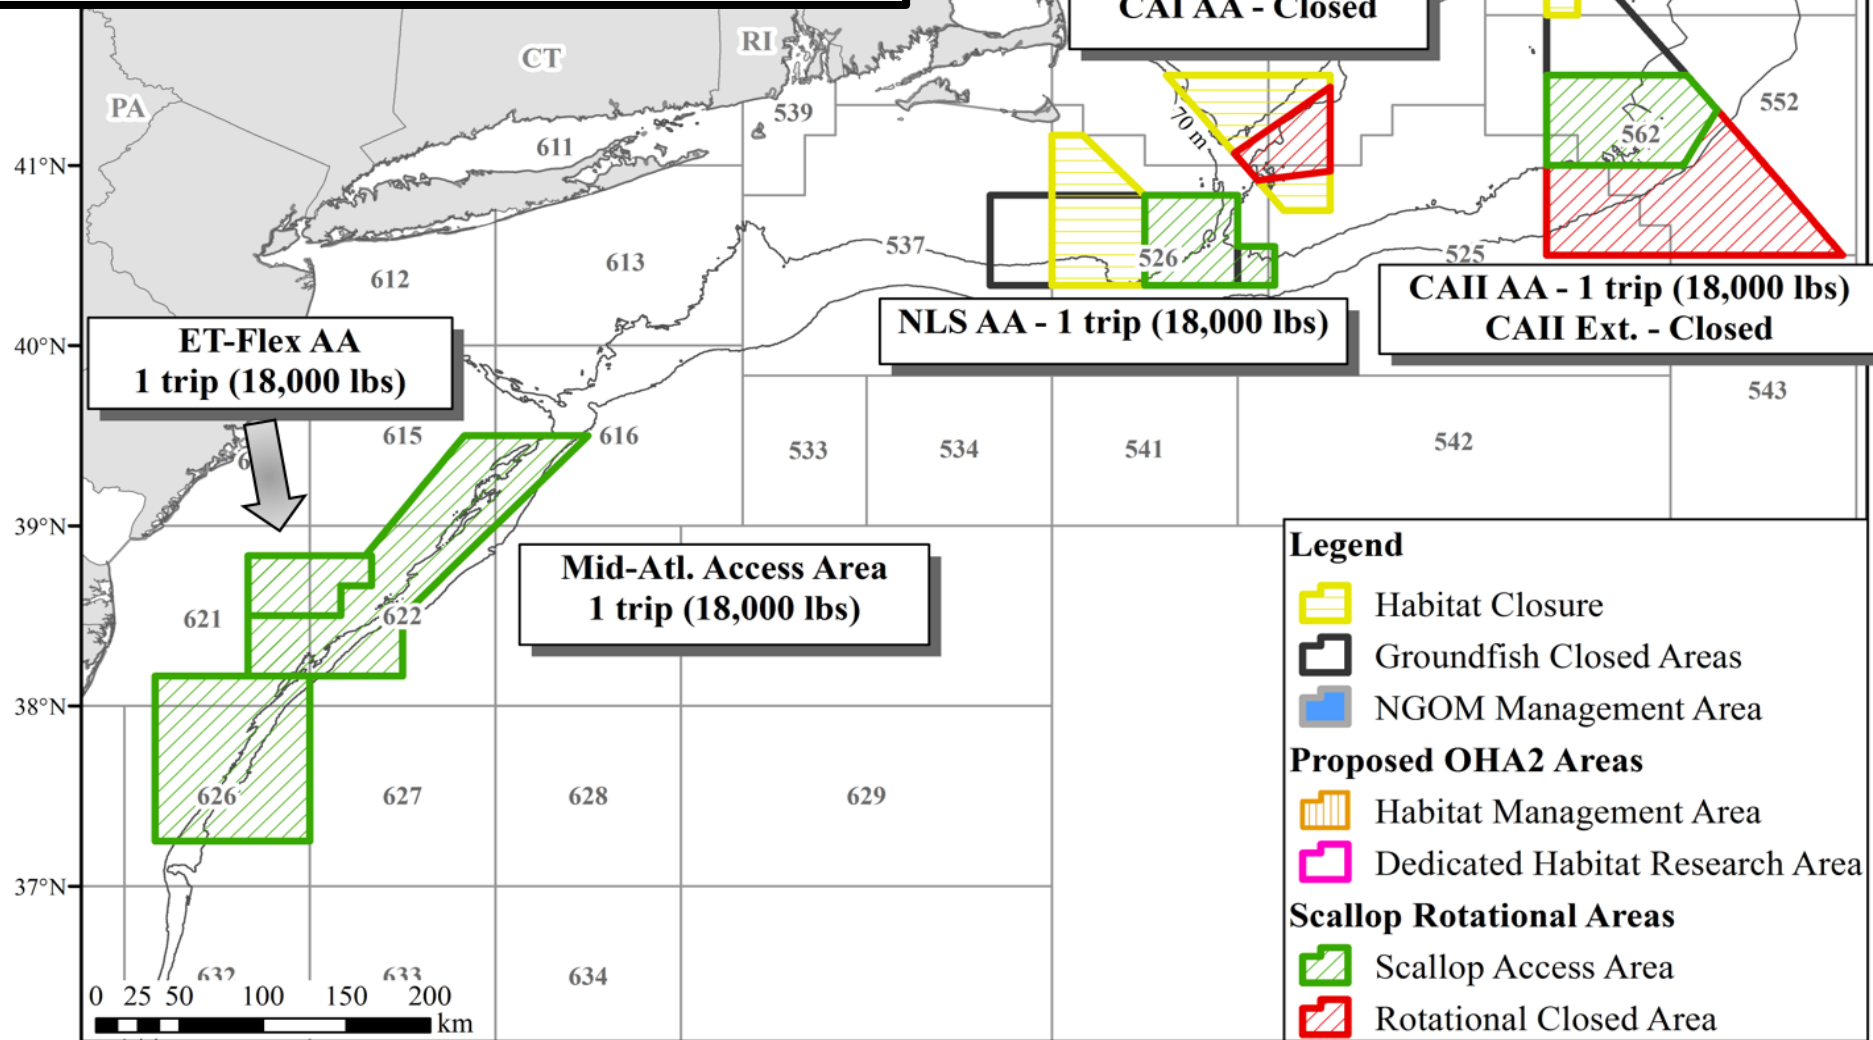 CAI AA - Closed
CT
RI
PA
539
552
562
70 m
611
41°N
537
526
525
612
613
CAII AA - 1 trip (18,000 lbs)
CAII Ext. - Closed
NLS AA - 1 trip (18,000 lbs)
ET-Flex AA
1 trip (18,000 lbs)
40°N
543
615
616
533
534
541
542
39°N
Mid-Atl. Access Area
1 trip (18,000 lbs)
621
622
38°N
626
627
628
629
37°N
632
633
634
0 25 50 100 150 200
km
Legend
Habitat Closure
Groundfish Closed Areas
NGOM Management Area
Proposed OHA2 Areas
Habitat Management Area
Dedicated Habitat Research Area
Scallop Rotational Areas
Scallop Access Area
Rotational Closed Area